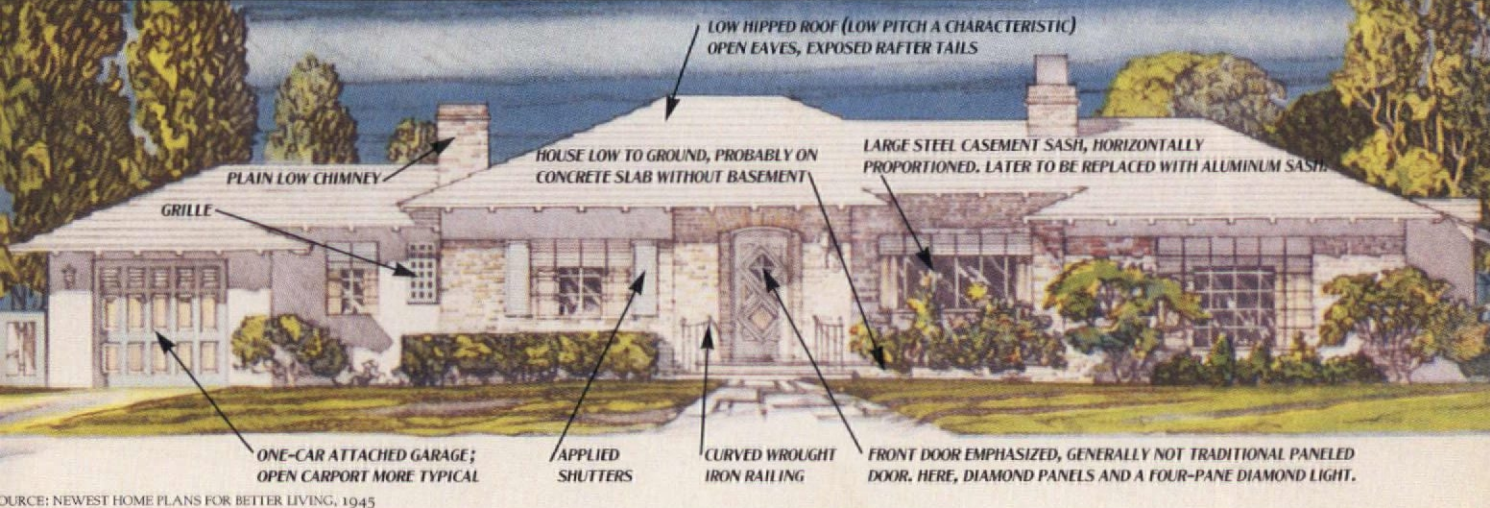 LOW HIPPED ROOF (LOW PITCH A CHARACTERISTIC)
OPEN EAVES, EXPOSED RAFTER TAILS
HOUSE LOW TO GROUND, PROBABLY ON
CONCRETE SLAB WITHOUT BASEMENT
LARGE STEEL CASEMENT SASH, HORIZONTALLY
PROPORTIONED. LATER TO BE REPLACED WITH ALUMINUM SASH.
PLAIN LOW CHIMNEY
GRILLE
ONE-CAR ATTACHED GARAGE;
OPEN CARPORT MORE TYPICAL
APPLIED
SHUTTERS
CURVED WROUGHT
IRON RAILING
FRONT DOOR EMPHASIZED, GENERALLY NOT TRADITIONAL PANELED
DOOR. HERE, DIAMOND PANELS AND A FOUR-PANE DIAMOND LIGHT.
OURCE: NEWEST HOME PLANS FOR BETTER LIVING, 1945